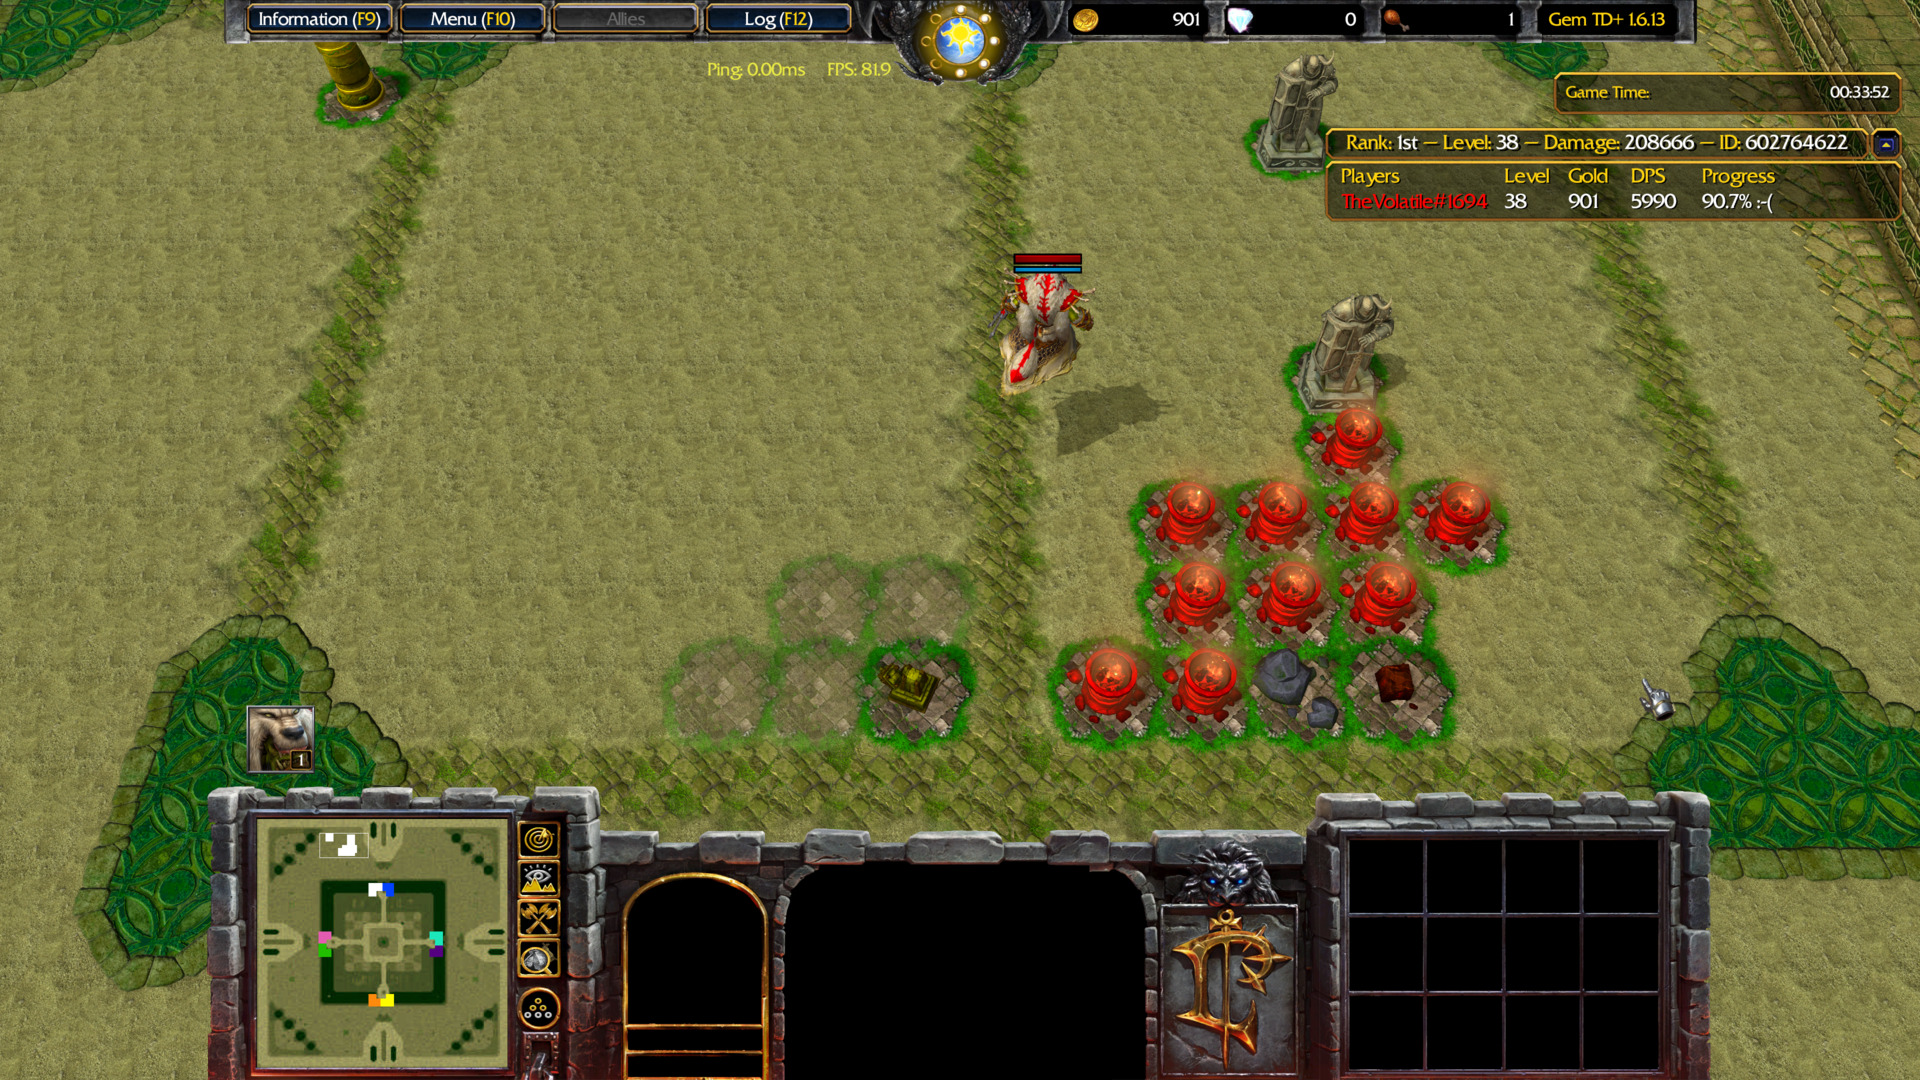 Information (F9)
Menu (F10)
Allies
Log (F12)
901
0
1
Gem TD+ 1.6.13
Ping: 0.00ms FPS: 81.9
Game Time: 00:33:52
Rank: 1st – Level: 38 – Damage: 208666 – ID: 602764622
Players Level Gold DPS Progress
TheVolatile#1694 38 901 5990 90.7% :-(
1